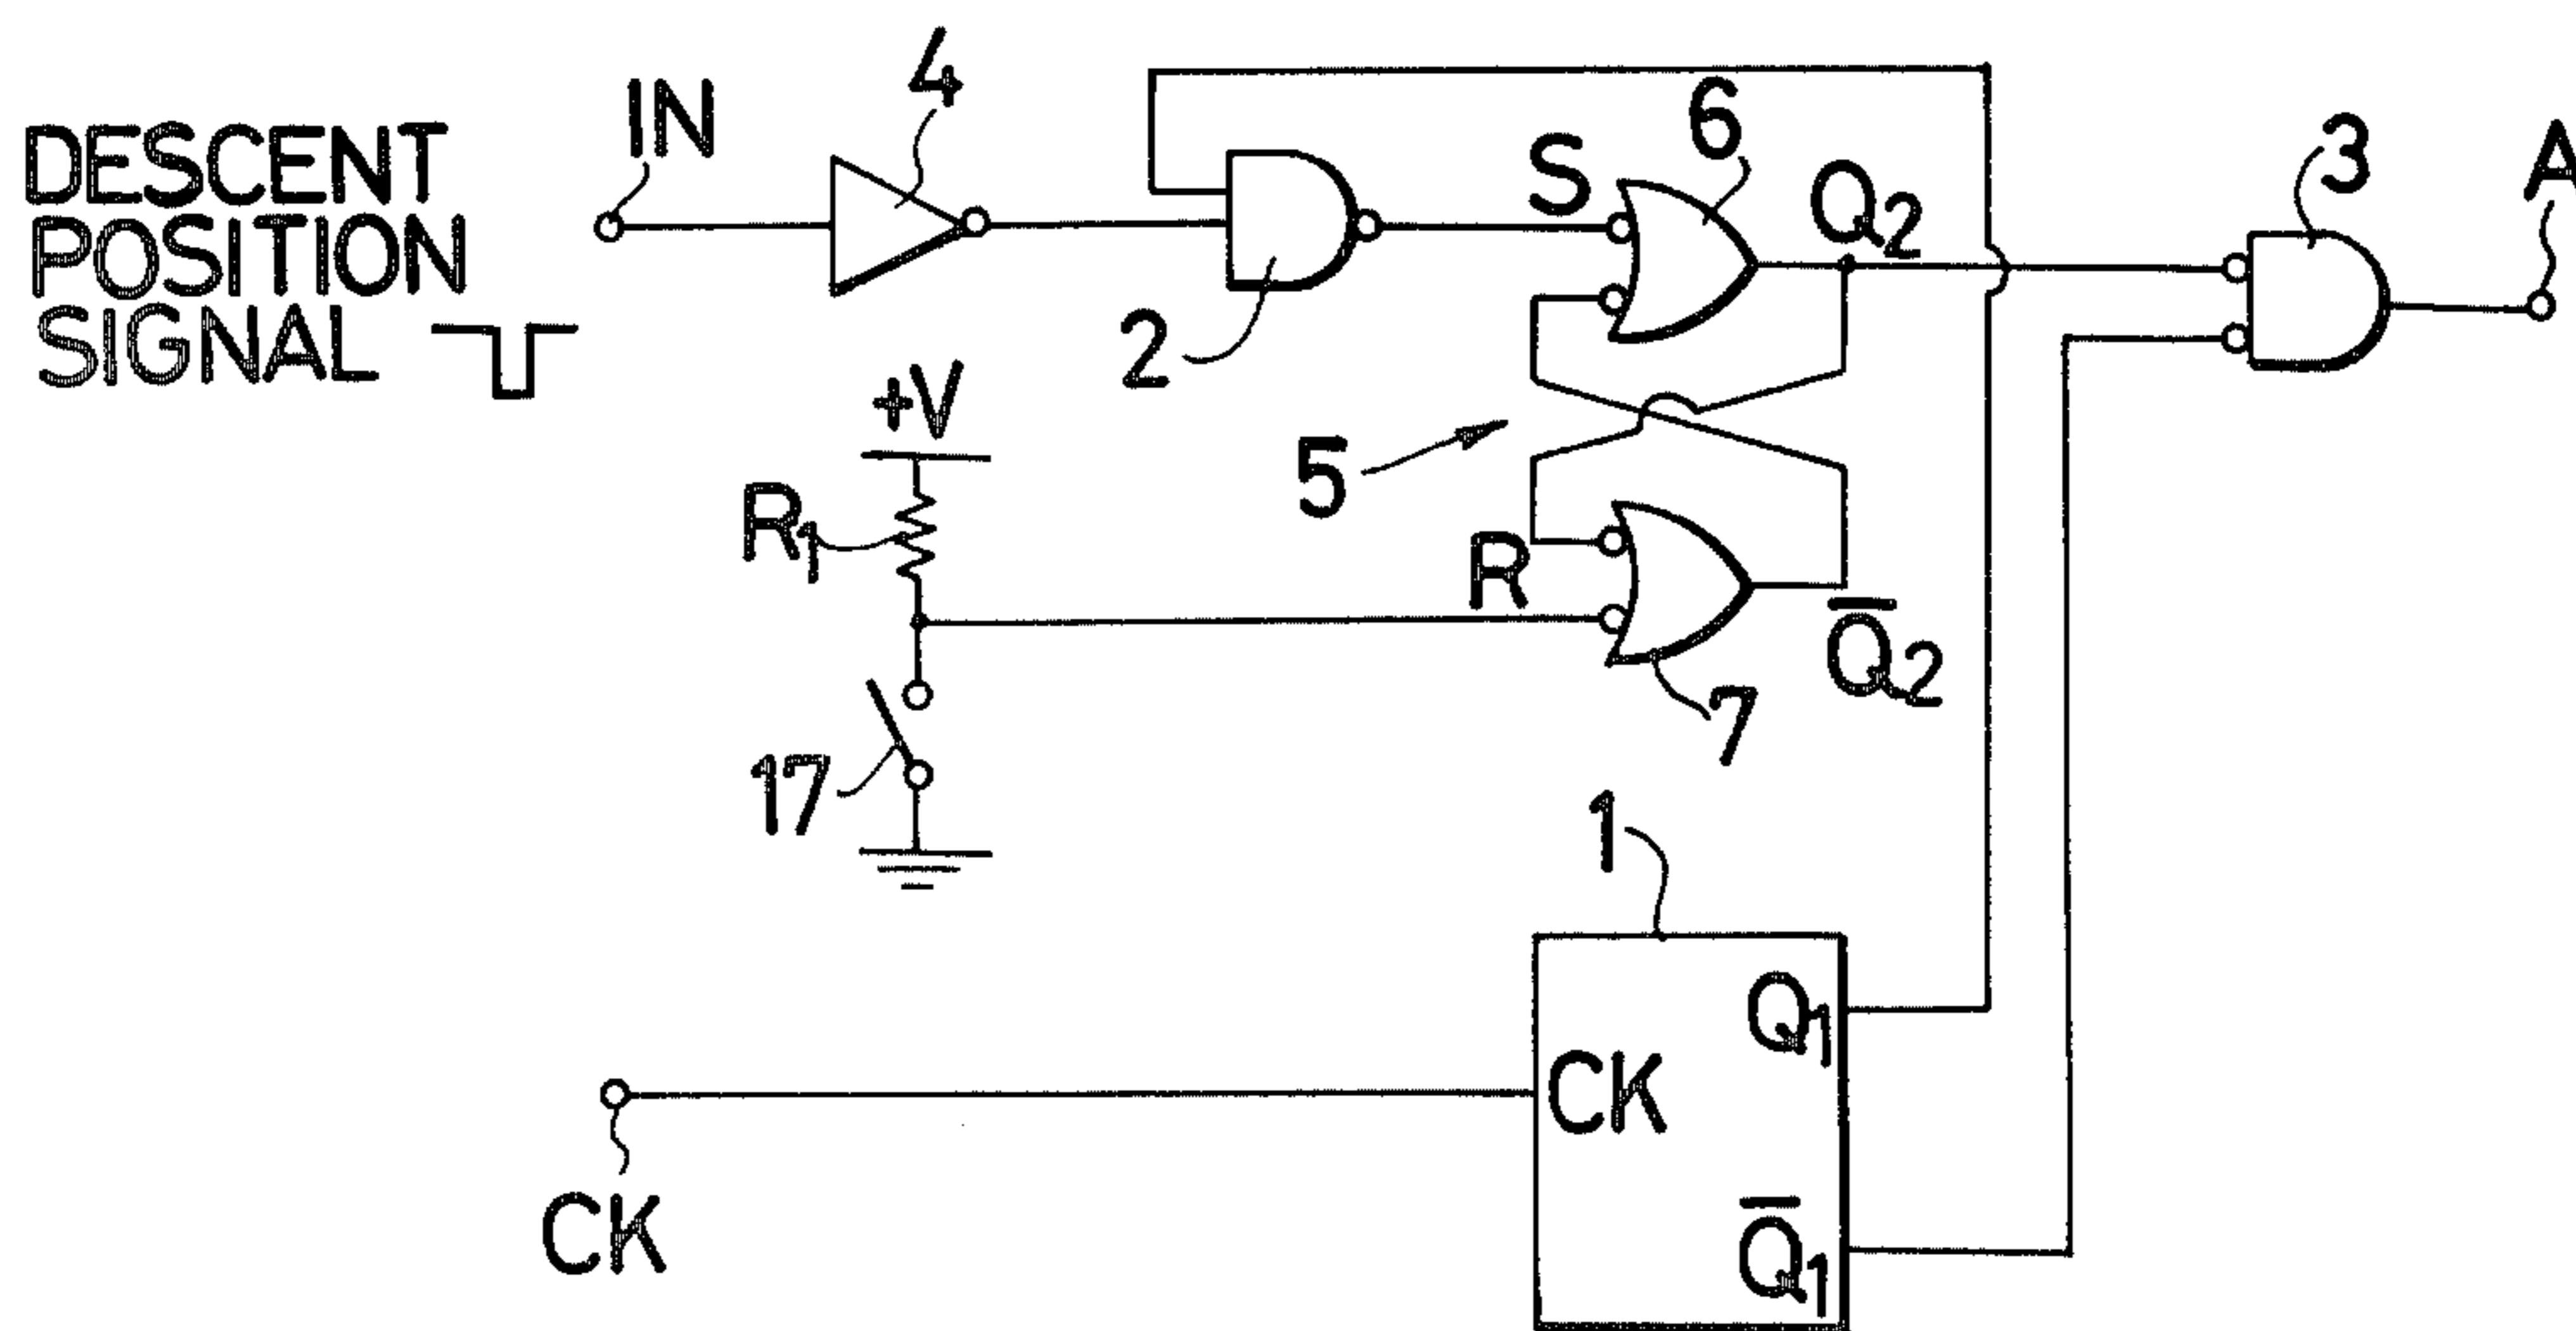 DESCENT
POSITION
SIGNAL
IN
4
2
S
6
Q2
3
A
+V
R1
5
R
7
Q̅2
17
1
CK
CK
Q1
Q̅1